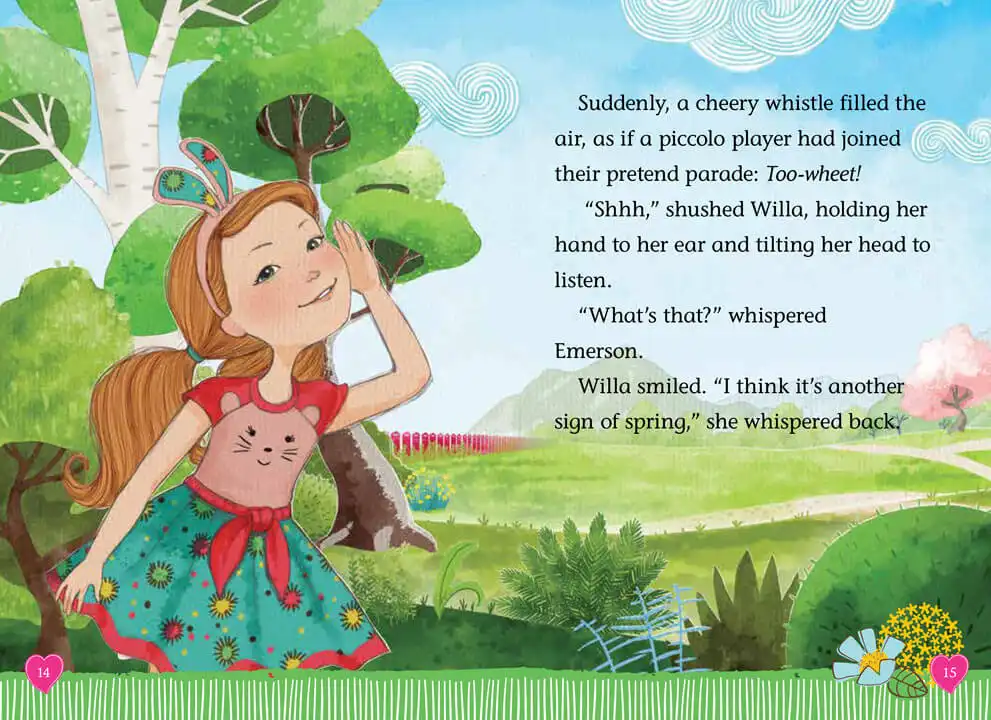 Suddenly, a cheery whistle filled the
air, as if a piccolo player had joined
their pretend parade: Too-wheet!
“Shhh,” shushed Willa, holding her
hand to her ear and tilting her head to
listen.
“What’s that?” whispered
Emerson.
Willa smiled. “I think it’s another
sign of spring,” she whispered back.
14
15